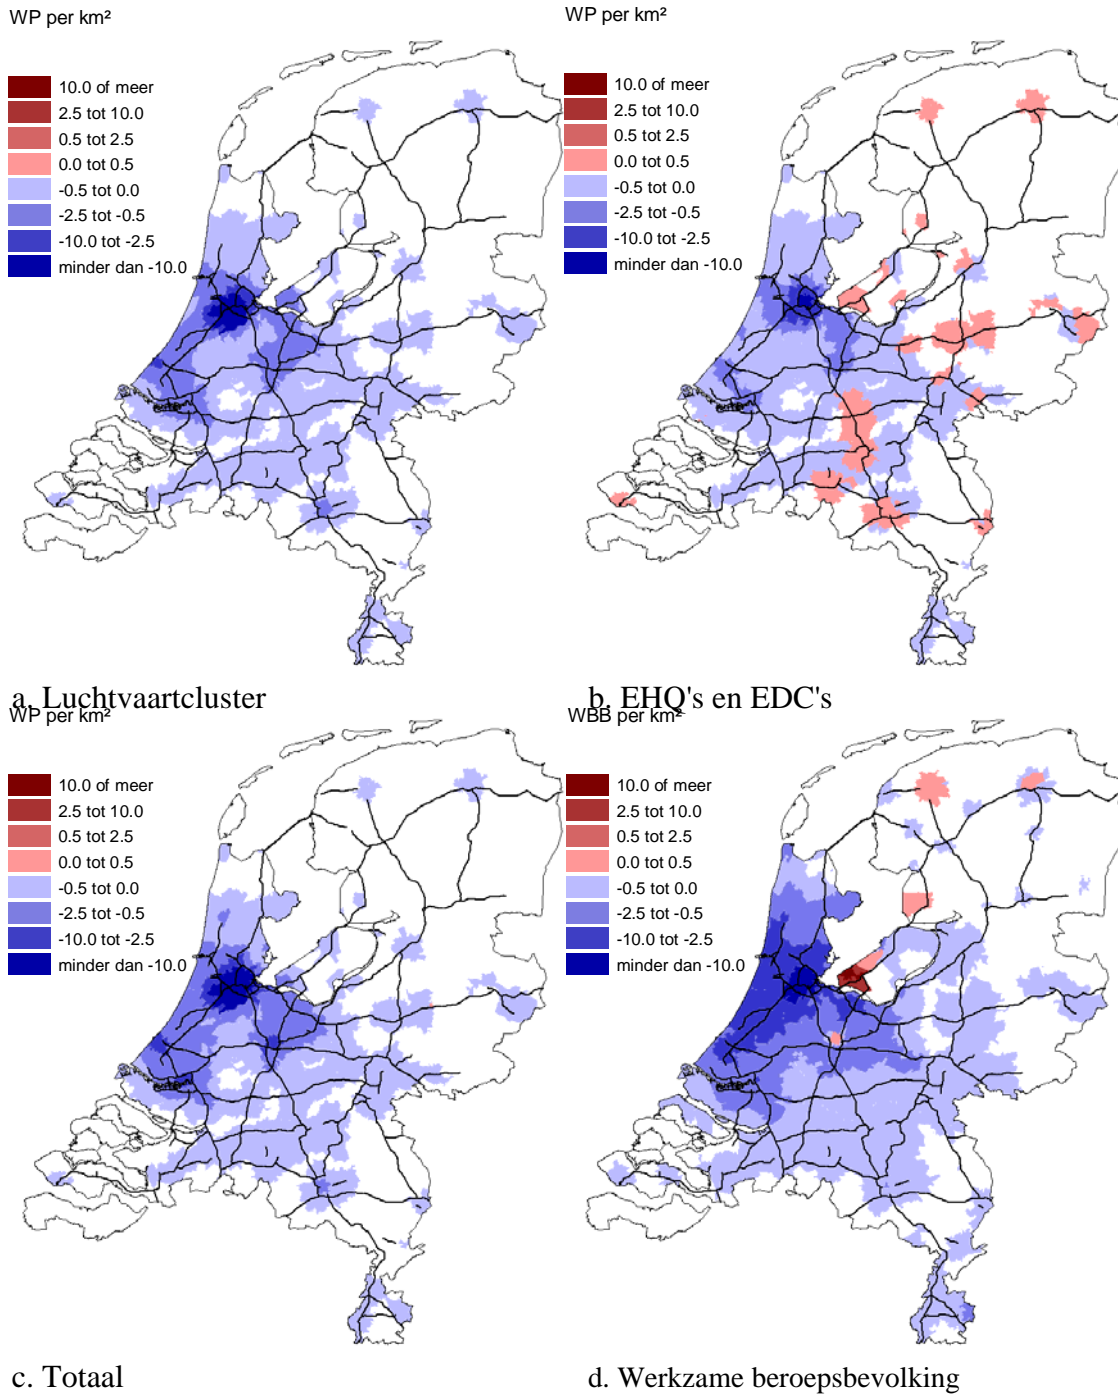 WP per km²
10.0 of meer
2.5 tot 10.0
0.5 tot 2.5
0.0 tot 0.5
-0.5 tot 0.0
-2.5 tot -0.5
-10.0 tot -2.5
minder dan -10.0
a. Luchtvaartcluster
WP per km²
10.0 of meer
2.5 tot 10.0
0.5 tot 2.5
0.0 tot 0.5
-0.5 tot 0.0
-2.5 tot -0.5
-10.0 tot -2.5
minder dan -10.0
b. EHQ's en EDC's
WP per km²
10.0 of meer
2.5 tot 10.0
0.5 tot 2.5
0.0 tot 0.5
-0.5 tot 0.0
-2.5 tot -0.5
-10.0 tot -2.5
minder dan -10.0
c. Totaal
WBB per km²
10.0 of meer
2.5 tot 10.0
0.5 tot 2.5
0.0 tot 0.5
-0.5 tot 0.0
-2.5 tot -0.5
-10.0 tot -2.5
minder dan -10.0
d. Werkzame beroepsbevolking